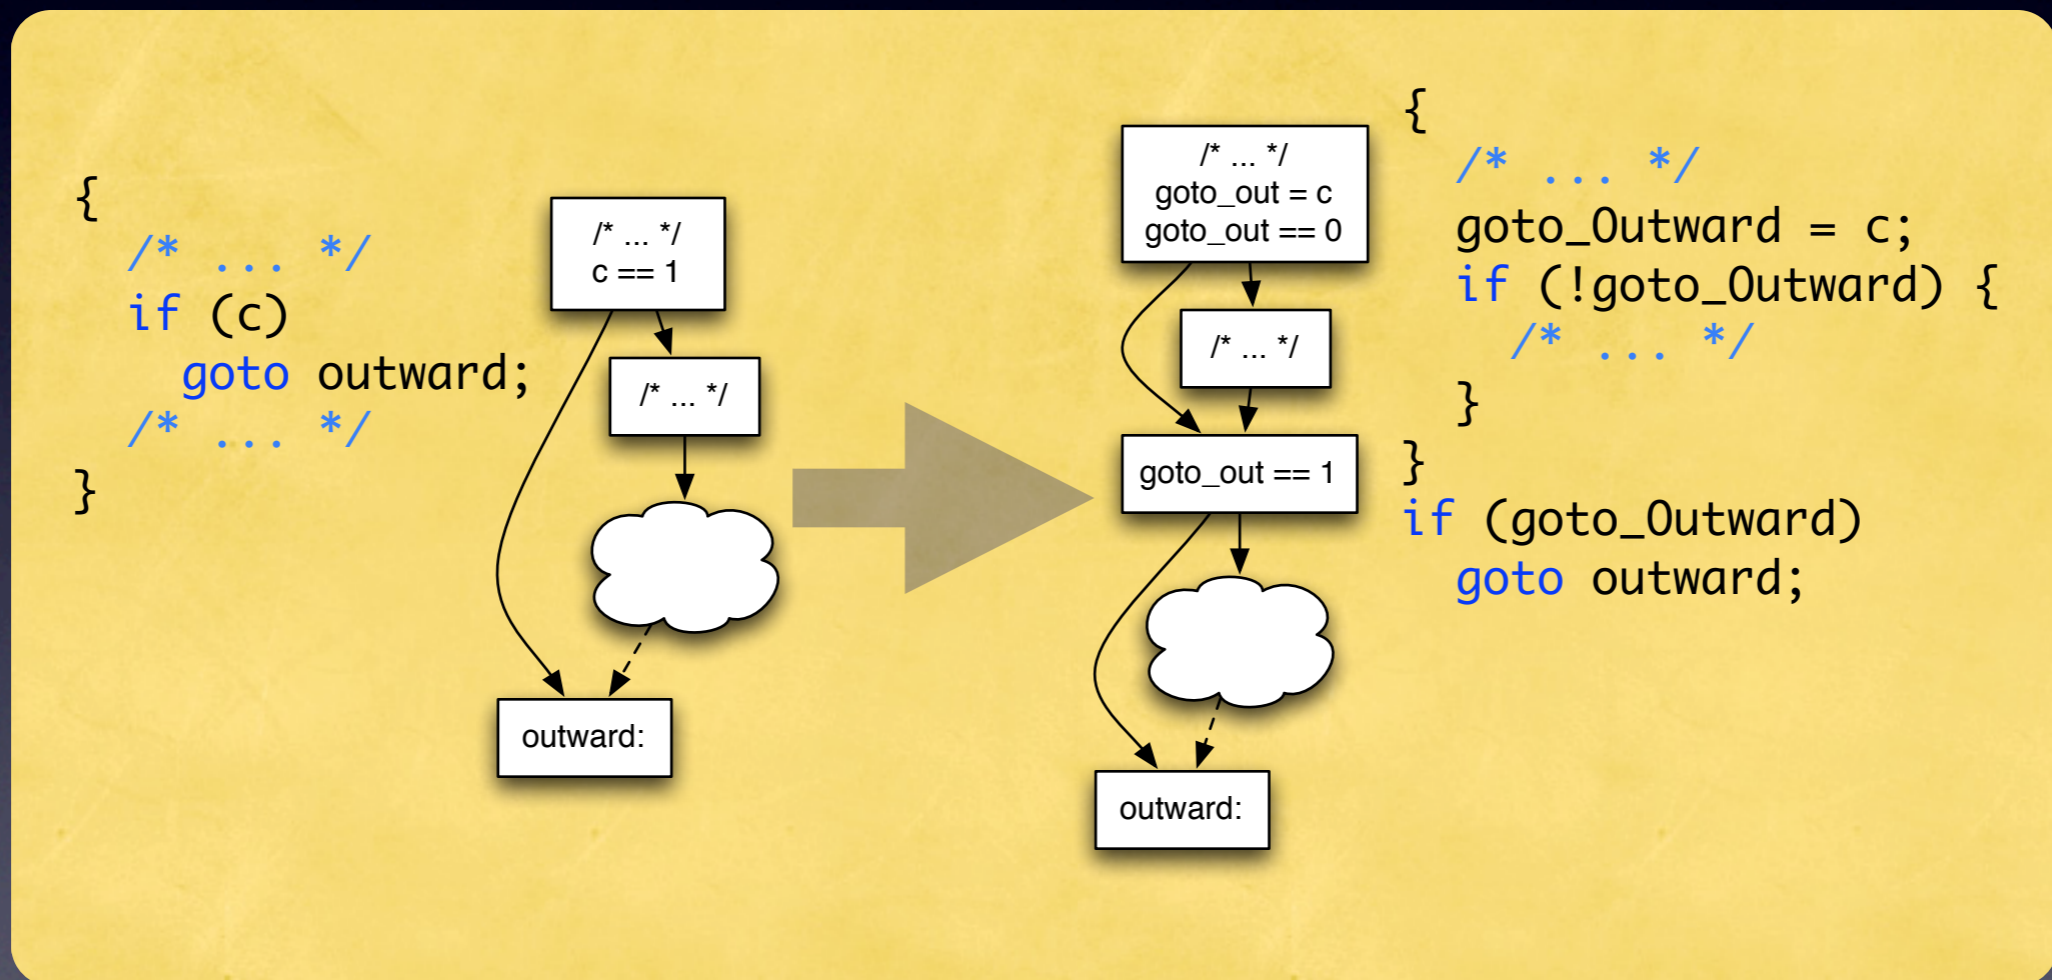 {
/* ... */
if (c)
goto outward;
/* ... */
}
/* ... */
c == 1
/* ... */
outward:
/* ... */
goto_out = c
goto_out == 0
/* ... */
goto_out == 1
outward:
{
/* ... */
goto_Outward = c;
if (!goto_Outward) {
/* ... */
}
}
if (goto_Outward)
goto outward;